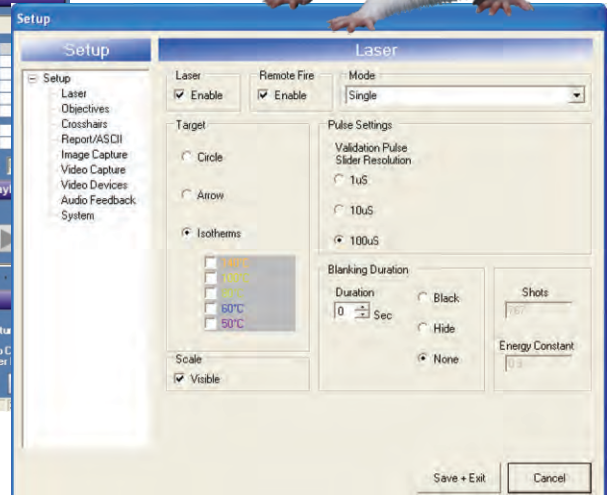 Setup
Setup
Laser
Setup
Laser
Objectives
Crosshairs
Report/ASCII
Image Capture
Video Capture
Video Devices
Audio Feedback
System
Laser
Enable
Remote Fire
Enable
Mode
Single
Target
Circle
Arrow
Isotherms
60°C
50°C
Scale
Visible
Pulse Settings
Validation Pulse
Slider Resolution
1uS
10uS
100uS
Blanking Duration
Duration
0 Sec
Black
Hide
None
Shots
Energy Constant
Save + Exit
Cancel